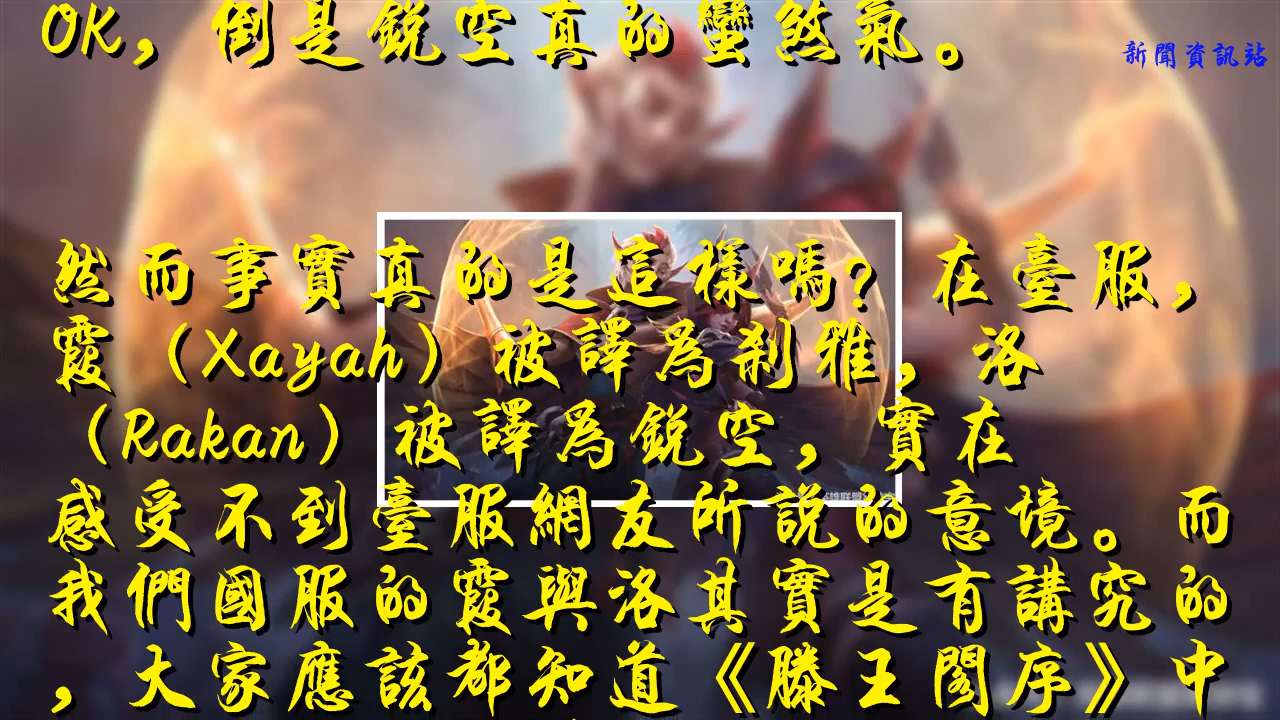 OK，倒是銳空真的蠻煞氣。
新聞資訊站
然而事實真的是這樣嗎？在臺服，
霞（Xayah）被譯爲剎雅，洛
（Rakan）被譯爲銳空，實在
感受不到臺服網友所説的意境。而
我們國服的霞與洛其實是有講究的
，大家應該都知道《滕王閣序》中